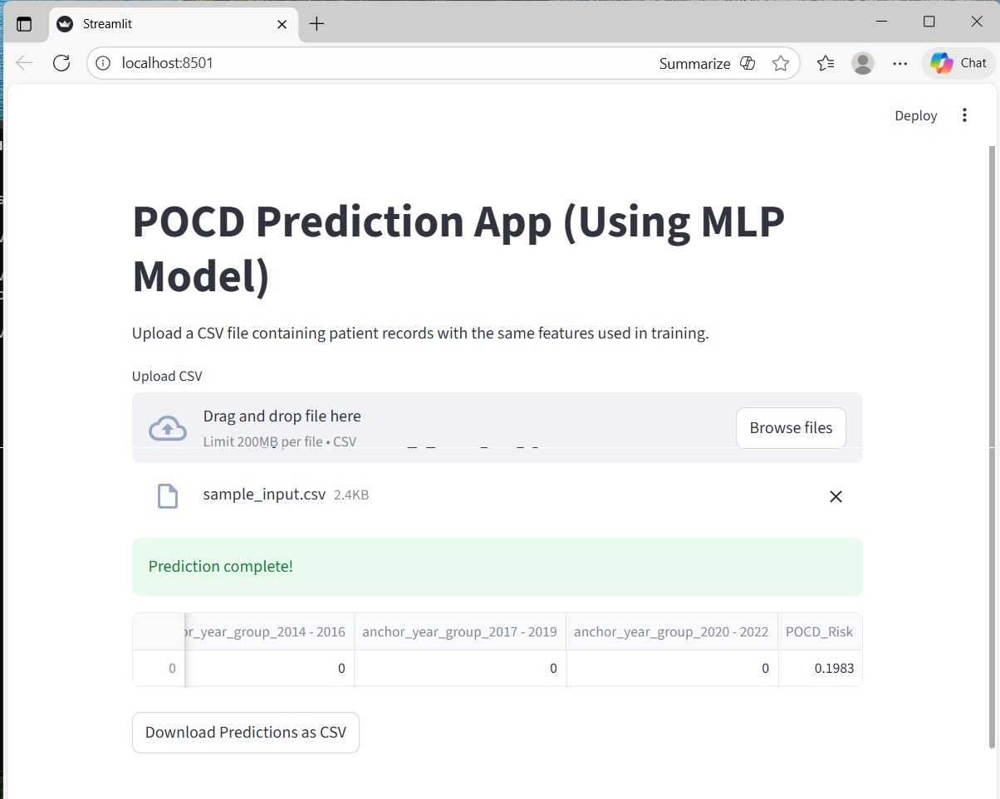 Streamlit
localhost:8501
Summarize
Chat
Deploy
POCD Prediction App (Using MLP
Model)
Upload a CSV file containing patient records with the same features used in training.
Upload CSV
Drag and drop file here
Limit 200MB per file • CSV
Browse files
sample_input.csv 2.4KB
Prediction complete!
_year_group_2014 - 2016 anchor_year_group_2017 - 2019 anchor_year_group_2020 - 2022 POCD_Risk
0 0 0 0 0.1983
Download Predictions as CSV